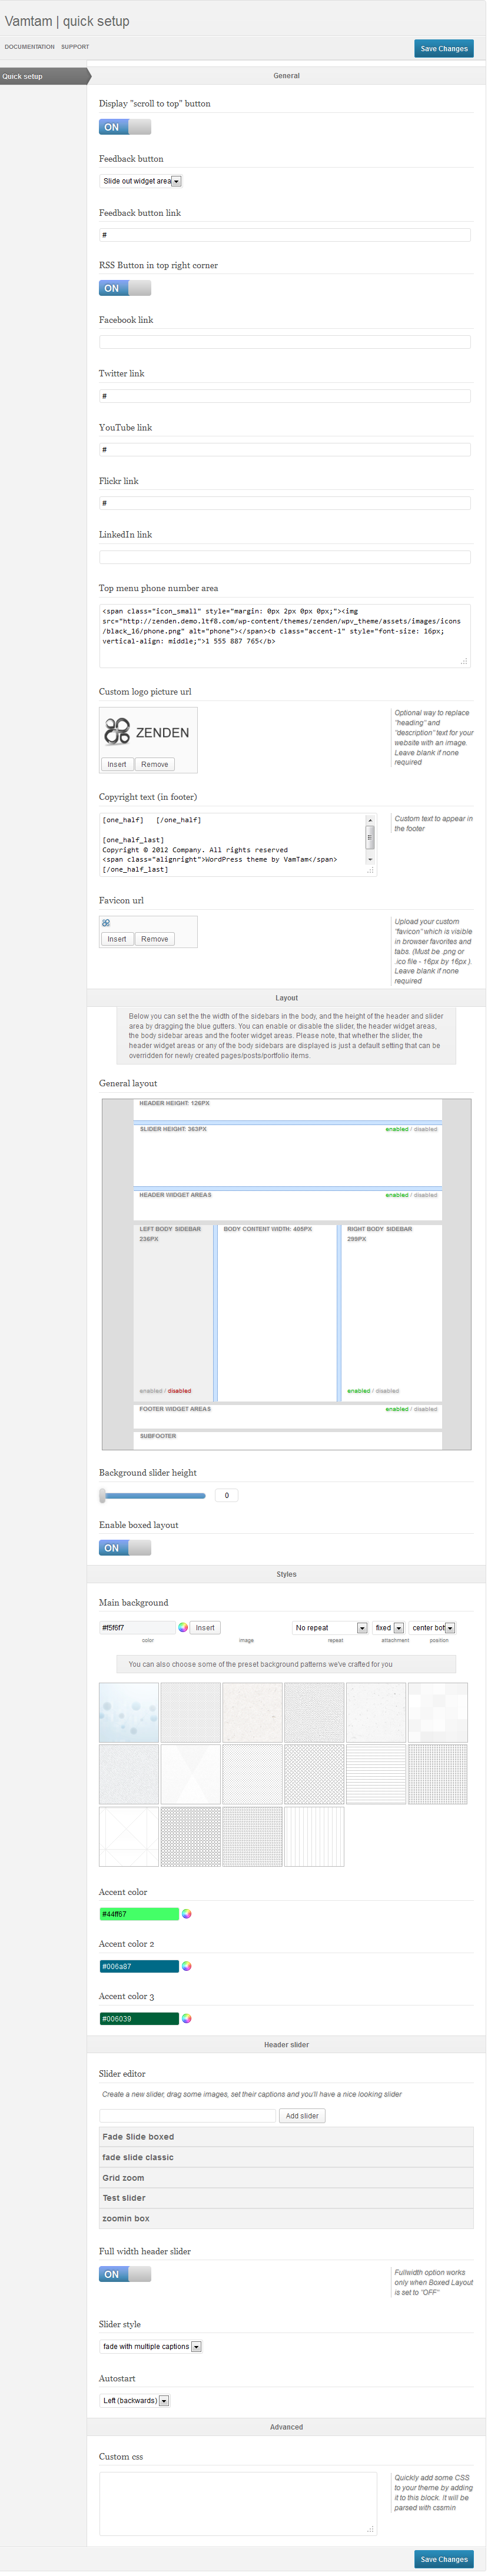 Vamtam | quick setup
DOCUMENTATION SUPPORT
Save Changes
Quick setup
General
Display "scroll to top" button
ON
Feedback button
Slide out widget area
Feedback button link
#
RSS Button in top right corner
ON
Facebook link
Twitter link
#
YouTube link
#
Flickr link
#
LinkedIn link
Top menu phone number area
<span class="icon_small" style="margin: 0px 2px 0px 0px;"><img
src="http://zenden.demo.ltf8.com/wp-content/themes/zenden/wpv_theme/assets/images/icons
/black_16/phone.png" alt="phone"></span><b class="accent-1" style="font-size: 16px;
vertical-align: middle;">1 555 887 765</b>
Custom logo picture url
ZENDEN
Insert Remove
Optional way to replace
"heading" and
"description" text for your
website with an image.
Leave blank if none
required
Copyright text (in footer)
[one_half] [/one_half]
[one_half_last]
Copyright © 2012 Company. All rights reserved
<span class="alignright">WordPress theme by VamTam</span>
[/one_half_last]
Custom text to appear in
the footer
Favicon url
Insert Remove
Upload your custom
"favicon" which is visible
in browser favorites and
tabs. (Must be .png or
.ico file - 16px by 16px ).
Leave blank if none
required
Layout
Below you can set the the width of the sidebars in the body, and the height of the header and slider
area by dragging the blue gutters. You can enable or disable the slider, the header widget areas,
the body sidebar areas and the footer widget areas. Please note, that whether the slider, the
header widget areas or any of the body sidebars are displayed is just a default setting that can be
overridden for newly created pages/posts/portfolio items.
General layout
HEADER HEIGHT: 126PX
SLIDER HEIGHT: 363PX
enabled / disabled
HEADER WIDGET AREAS
enabled / disabled
LEFT BODY SIDEBAR
236PX
BODY CONTENT WIDTH: 405PX
RIGHT BODY SIDEBAR
299PX
enabled / disabled
enabled / disabled
FOOTER WIDGET AREAS
enabled / disabled
SUBFOOTER
Background slider height
0
Enable boxed layout
ON
Styles
Main background
#f5f6f7
Insert
No repeat
fixed
center bot
color
image
repeat
attachment
position
You can also choose some of the preset background patterns we've crafted for you
Accent color
#44ff67
Accent color 2
#006a87
Accent color 3
#006039
Header slider
Slider editor
Create a new slider, drag some images, set their captions and you'll have a nice looking slider
Add slider
Fade Slide boxed
fade slide classic
Grid zoom
Test slider
zoomin box
Full width header slider
ON
Fullwidth option works
only when Boxed Layout
is set to "OFF"
Slider style
fade with multiple captions
Autostart
Left (backwards)
Advanced
Custom css
Quickly add some CSS
to your theme by adding
it to this block. It will be
parsed with cssmin
Save Changes